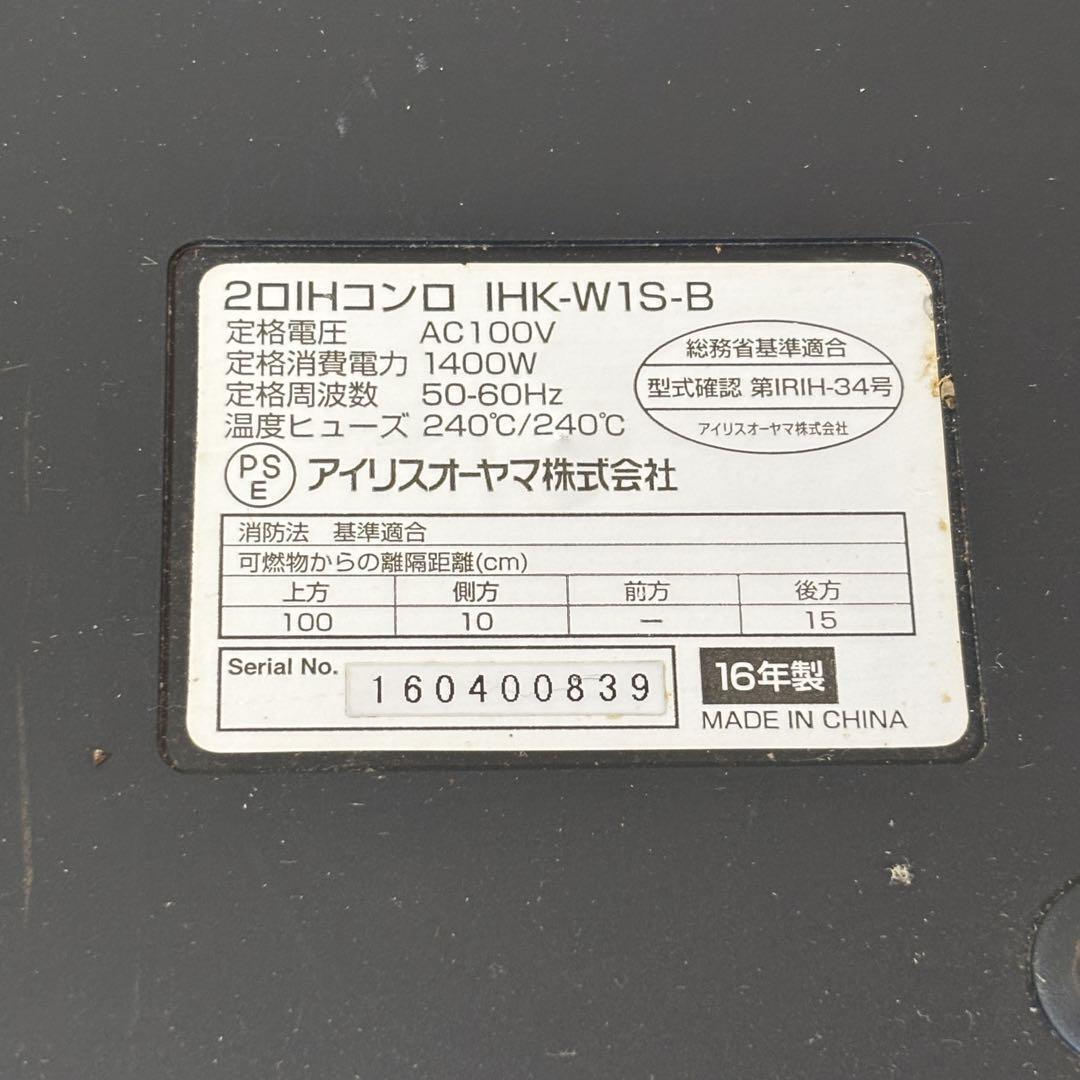 2口IHコンロ IHK-W1S-B
定格電圧 AC100V
定格消費電力 1400W
定格周波数 50-60Hz
温度ヒューズ 240℃/240℃
総務省基準適合
型式確認 第IRIH-34号
アイリスオーヤマ株式会社
PSE アイリスオーヤマ株式会社
消防法 基準適合
可燃物からの離隔距離(cm)
上方 側方 前方 後方
100 10 ー 15
Serial No. 160400839
16年製
MADE IN CHINA